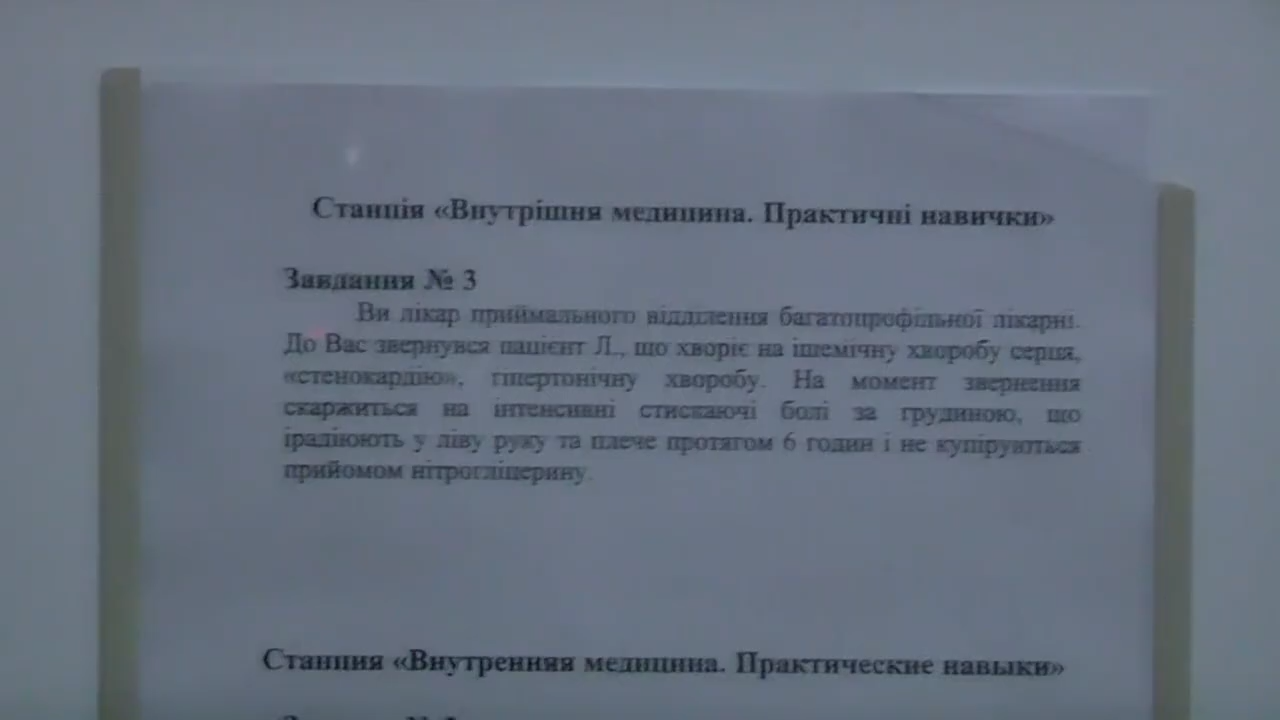 Станція «Внутрішня медицина. Практичні навички»
Завдання № 3
Ви лікар приймального відділення багатопрофільної лікарні.
До Вас звернувся пацієнт Л., що хворіє на ішемічну хворобу серця,
«стенокардію», гіпертонічну хворобу. На момент звернення
скаржиться на інтенсивні стискаючі болі за грудиною, що
іррадіюють у ліву руку та плече протягом 6 годин і не купіруються
прийомом нітрогліцерину.
Станция «Внутренняя медицина. Практические навыки»